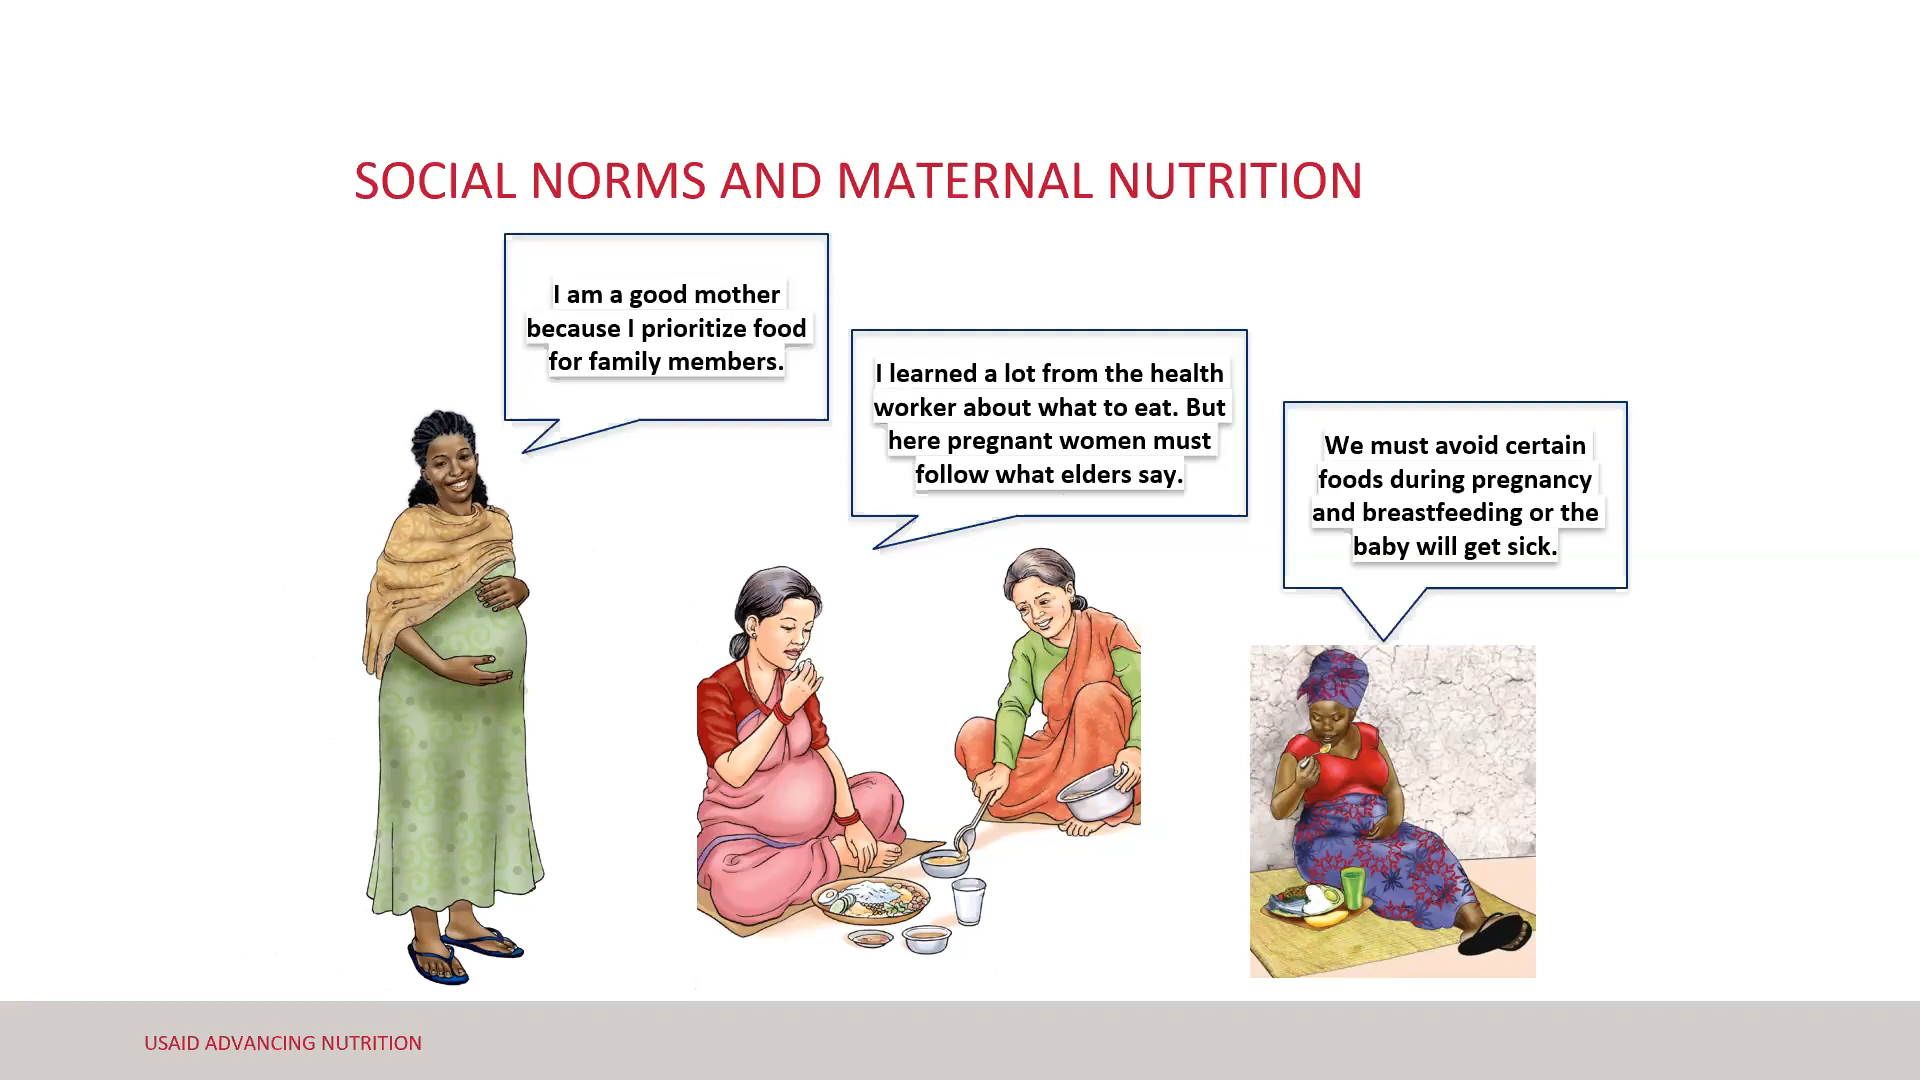 SOCIAL NORMS AND MATERNAL NUTRITION
I am a good mother
because I prioritize food
for family members.
I learned a lot from the health
worker about what to eat. But
here pregnant women must
follow what elders say.
We must avoid certain
foods during pregnancy
and breastfeeding or the
baby will get sick.
USAID ADVANCING NUTRITION